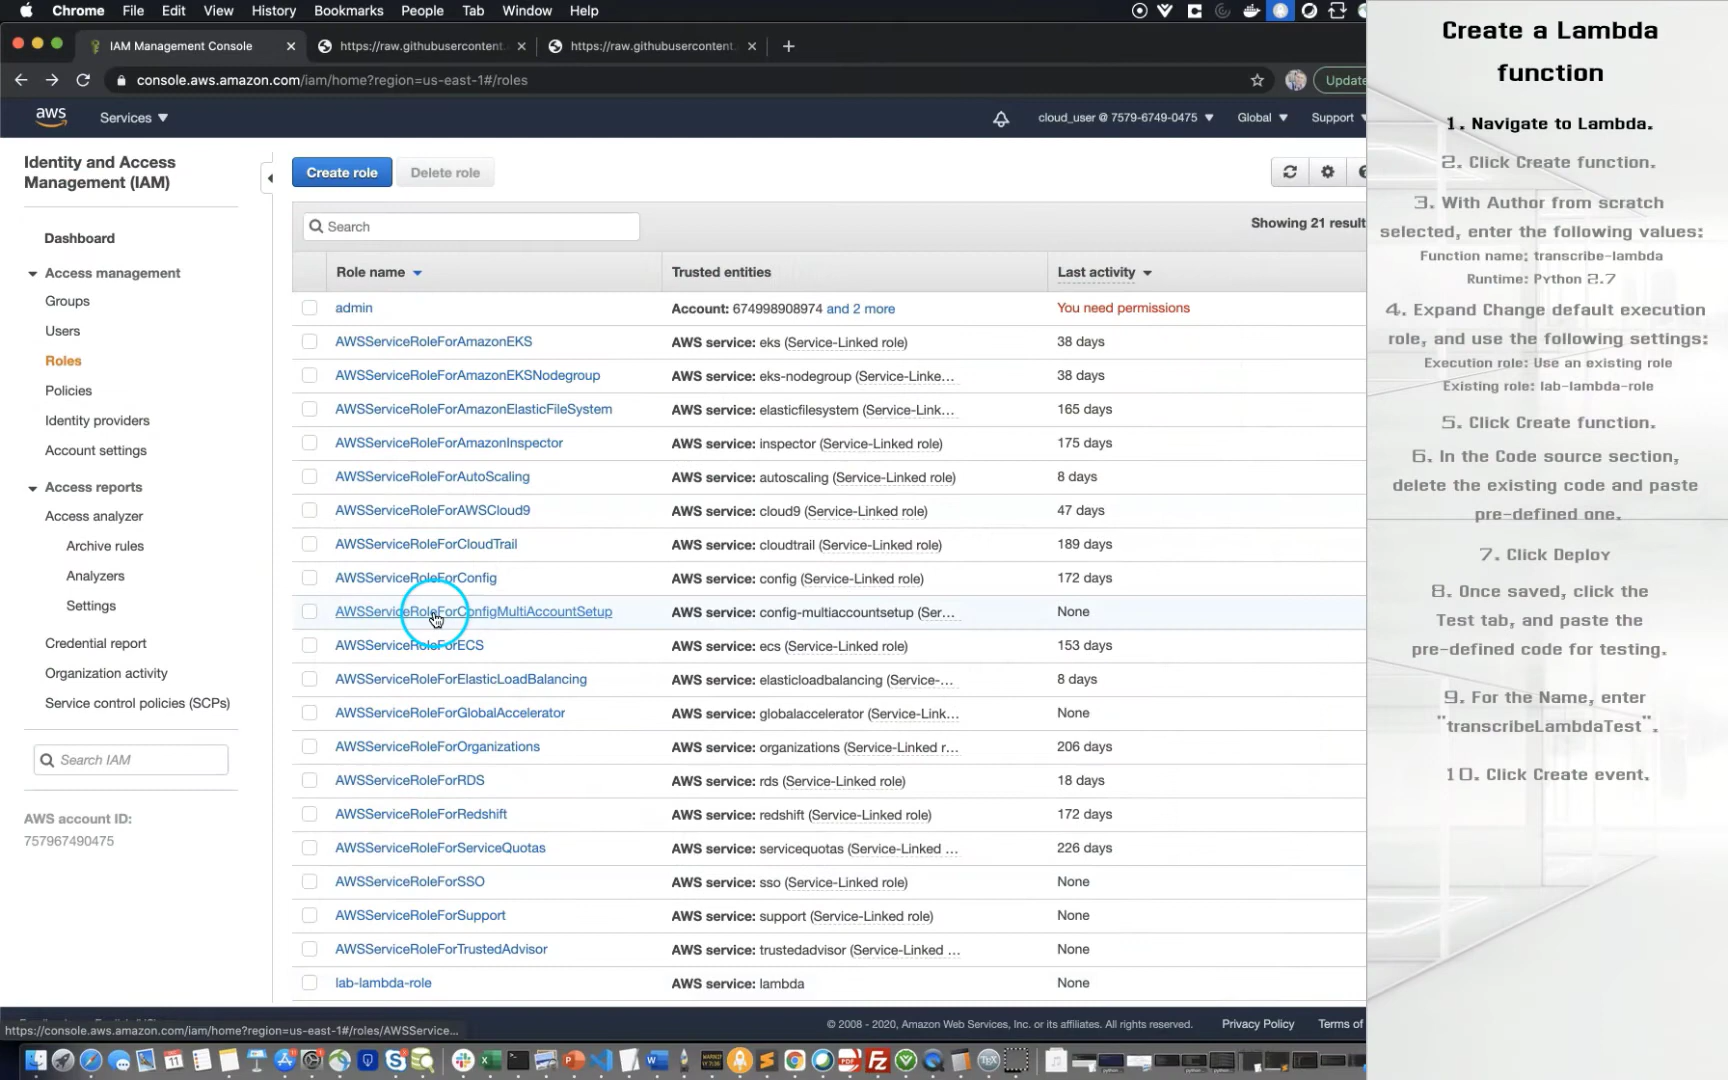 Chrome File Edit View History Bookmarks People Tab Window Help
IAM Management Console
https://raw.githubusercontent.
https://raw.githubusercontent.
console.aws.amazon.com/iam/home?region=us-east-1#/roles
Update
aws
Services
cloud_user @ 7579-6749-0475
Global
Support
Identity and Access
Management (IAM)
Dashboard
Access management
Groups
Users
Roles
Policies
Identity providers
Account settings
Access reports
Access analyzer
Archive rules
Analyzers
Settings
Credential report
Organization activity
Service control policies (SCPs)
Search IAM
AWS account ID:
757967490475
Create role
Delete role
Search
Showing 21 result
Role name Trusted entities Last activity
admin Account: 674998908974 and 2 more You need permissions
AWSServiceRoleForAmazonEKS AWS service: eks (Service-Linked role) 38 days
AWSServiceRoleForAmazonEKSNodegroup AWS service: eks-nodegroup (Service-Linke... 38 days
AWSServiceRoleForAmazonElasticFileSystem AWS service: elasticfilesystem (Service-Link... 165 days
AWSServiceRoleForAmazonInspector AWS service: inspector (Service-Linked role) 175 days
AWSServiceRoleForAutoScaling AWS service: autoscaling (Service-Linked role) 8 days
AWSServiceRoleForAWSCloud9 AWS service: cloud9 (Service-Linked role) 47 days
AWSServiceRoleForCloudTrail AWS service: cloudtrail (Service-Linked role) 189 days
AWSServiceRoleForConfig AWS service: config (Service-Linked role) 172 days
AWSServiceRoleForConfigMultiAccountSetup AWS service: config-multiaccountsetup (Ser... None
AWSServiceRoleForECS AWS service: ecs (Service-Linked role) 153 days
AWSServiceRoleForElasticLoadBalancing AWS service: elasticloadbalancing (Service-... 8 days
AWSServiceRoleForGlobalAccelerator AWS service: globalaccelerator (Service-Link... None
AWSServiceRoleForOrganizations AWS service: organizations (Service-Linked r... 206 days
AWSServiceRoleForRDS AWS service: rds (Service-Linked role) 18 days
AWSServiceRoleForRedshift AWS service: redshift (Service-Linked role) 172 days
AWSServiceRoleForServiceQuotas AWS service: servicequotas (Service-Linked ... 226 days
AWSServiceRoleForSSO AWS service: sso (Service-Linked role) None
AWSServiceRoleForSupport AWS service: support (Service-Linked role) None
AWSServiceRoleForTrustedAdvisor AWS service: trustedadvisor (Service-Linked ... None
lab-lambda-role AWS service: lambda None
https://console.aws.amazon.com/iam/home?region=us-east-1#/roles/AWSService...
© 2008 - 2020, Amazon Web Services, Inc. or its affiliates. All rights reserved. Privacy Policy Terms of
Create a Lambda
function
1. Navigate to Lambda.
2. Click Create function.
3. With Author from scratch
selected, enter the following values:
Function name: transcribe-lambda
Runtime: Python 2.7
4. Expand Change default execution
role, and use the following settings:
Execution role: Use an existing role
Existing role: lab-lambda-role
5. Click Create function.
6. In the Code source section,
delete the existing code and paste
pre-defined one.
7. Click Deploy
8. Once saved, click the
Test tab, and paste the
pre-defined code for testing.
9. For the Name, enter
"transcribeLambdaTest".
10. Click Create event.